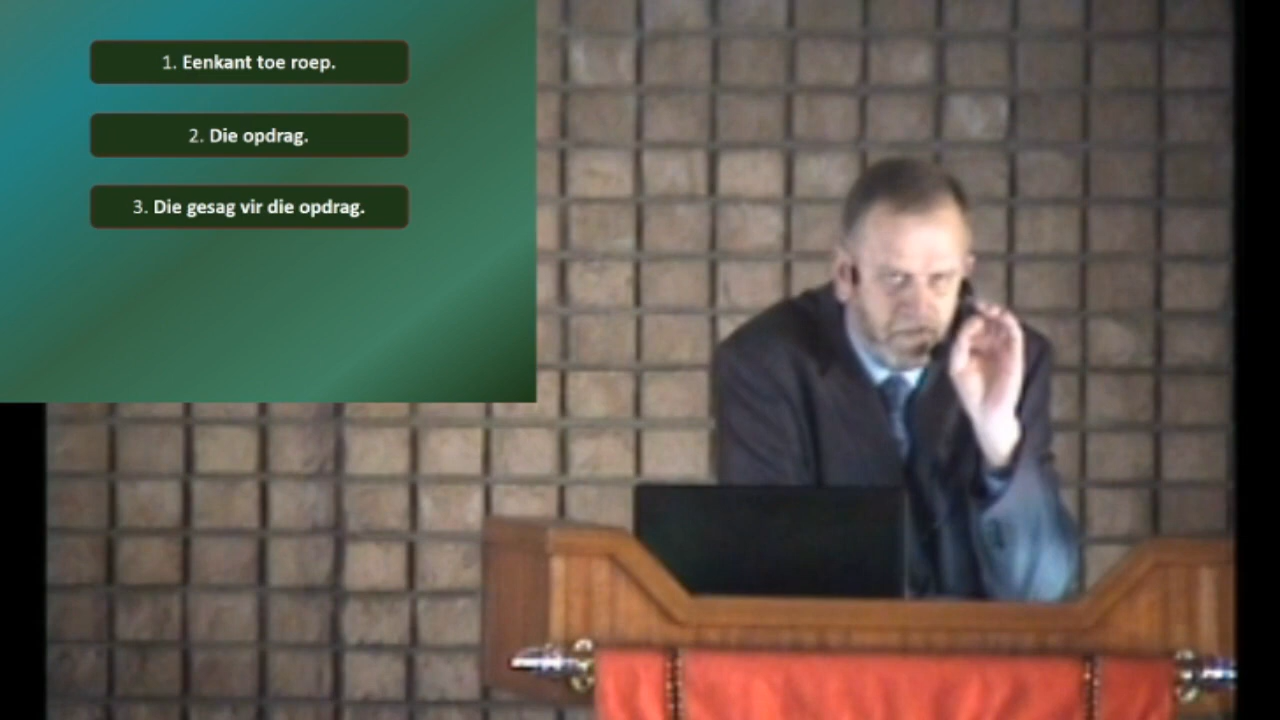 1. Eenkant toe roep.
2. Die opdrag.
3. Die gesag vir die opdrag.